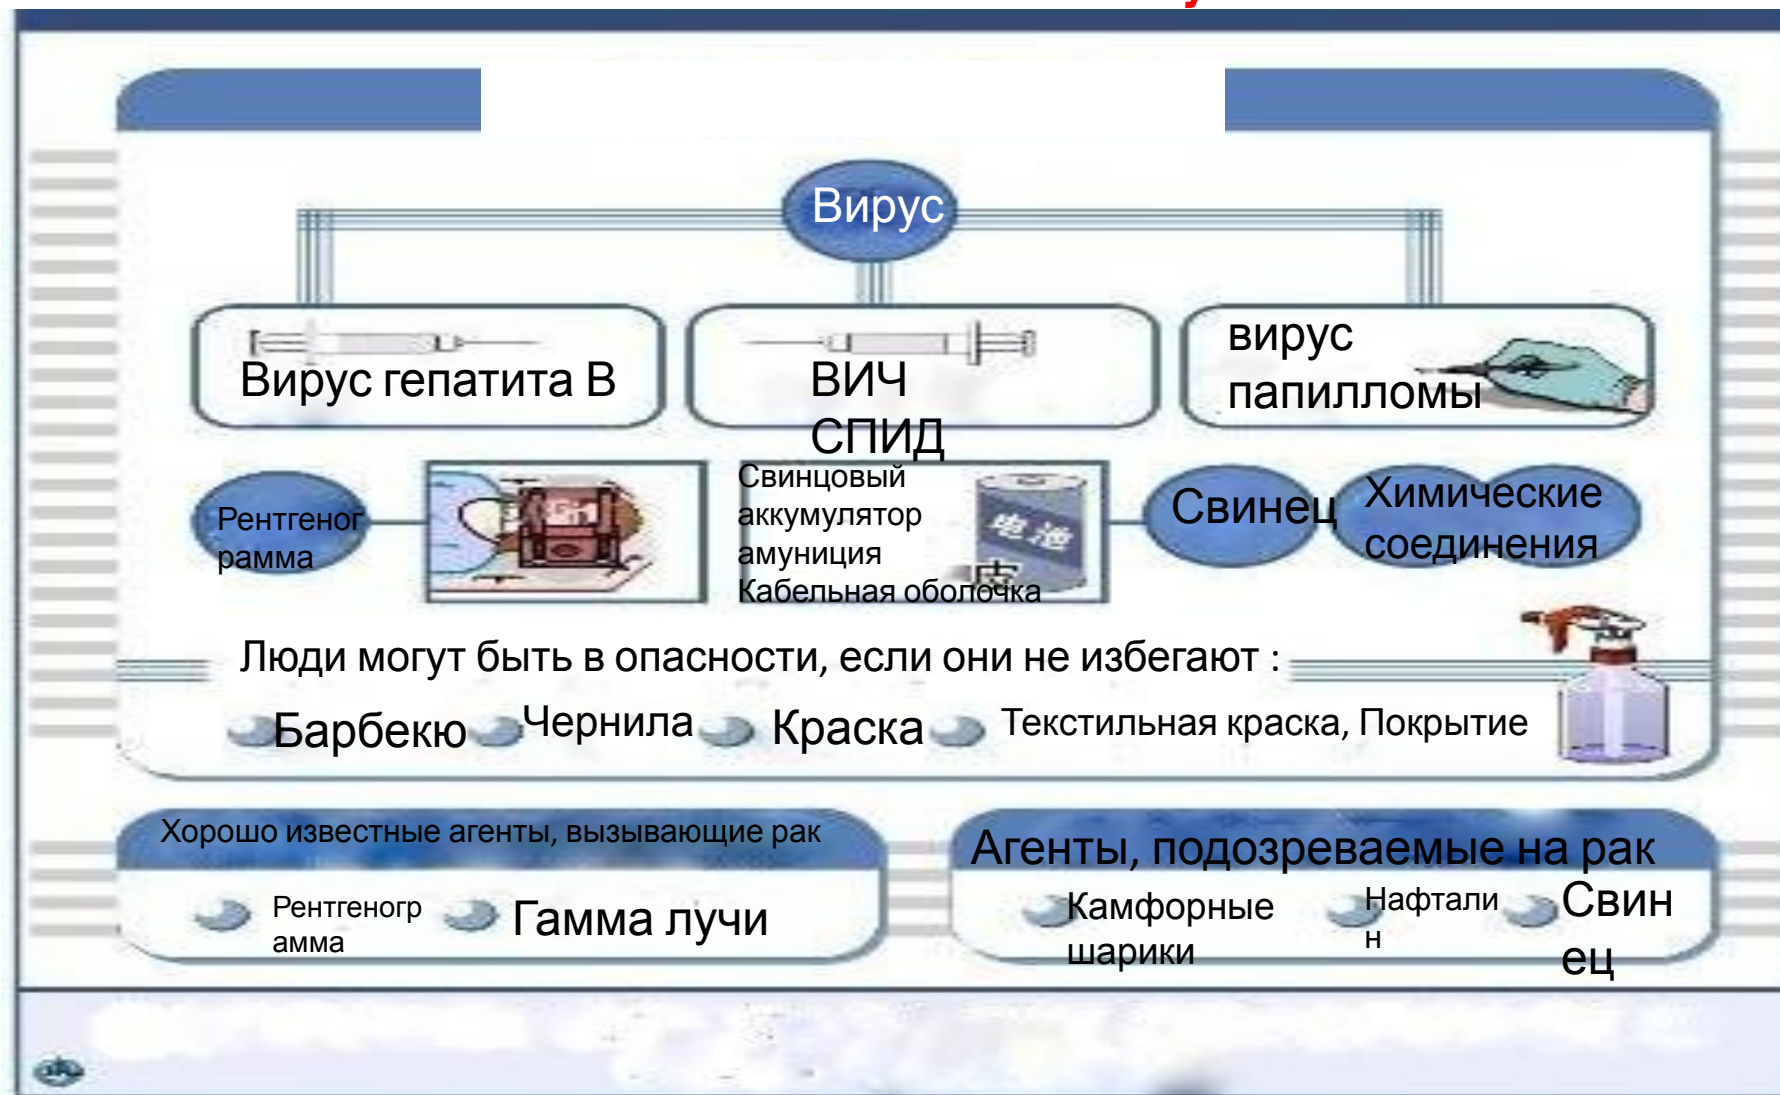 Вирус
Вирус гепатита В
ВИЧ
СПИД
вирус
папилломы
Рентгеног
рамма
Свинцовый
аккумулятор
амуниция
Кабельная оболочка
电池
Свинец
Химические
соединения
Люди могут быть в опасности, если они не избегают :
Барбекю Чернила Краска Текстильная краска, Покрытие
Хорошо известные агенты, вызывающие рак
Рентгеногр
амма
Гамма лучи
Агенты, подозреваемые на рак
Камфорные
шарики
Нафтали
н
Свин
ец